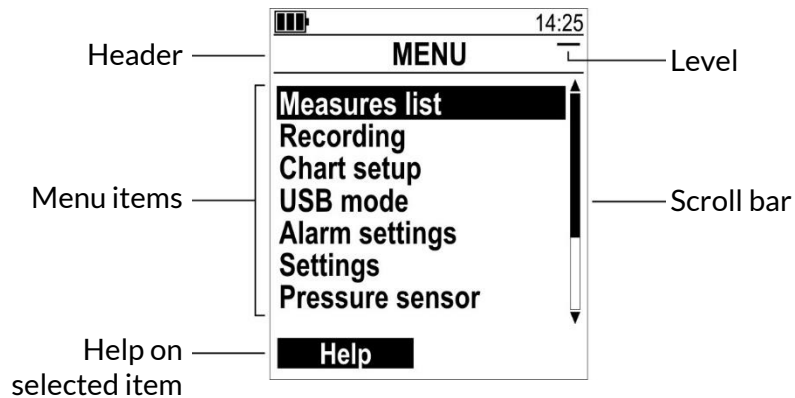 14:25
Header
MENU
Level
Measures list
Recording
Chart setup
USB mode
Alarm settings
Settings
Pressure sensor
Menu items
Scroll bar
Help on
selected item
Help